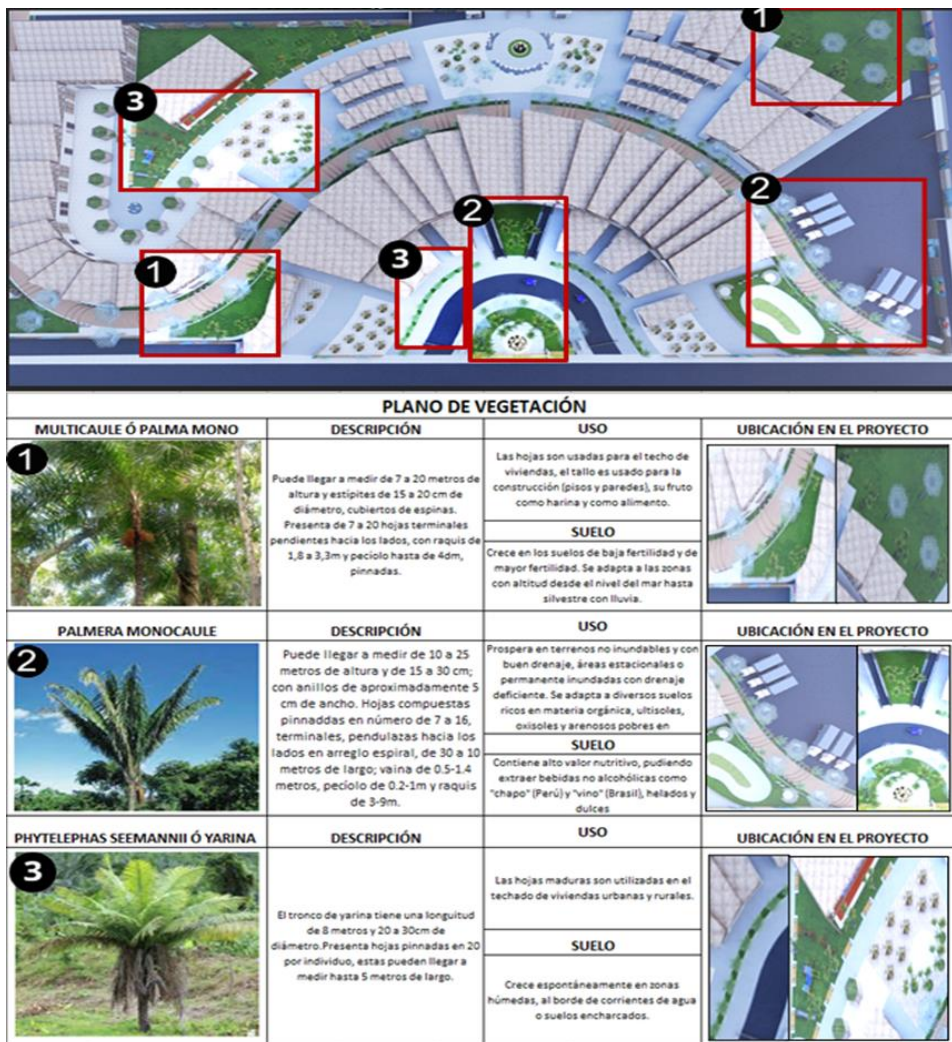 1
3
2
2
1
3
PLANO DE VEGETACIÓN
MULTICAULE Ó PALMA MONO
DESCRIPCIÓN
USO
UBICACIÓN EN EL PROYECTO
1
Puede llegar a medir de 7 a 20 metros de
altura y estípites de 15 a 20 cm de
diámetro, cubiertos de espinas.
Presenta de 7 a 20 hojas terminales
pendientes hacia los lados, con raquis de
1,8 a 3,3m y pecíolo hasta de 4dm,
pinnadas.
Las hojas son usadas para el techo de
viviendas, el tallo es usado para la
construcción (pisos y paredes), su fruto
como harina y como alimento.
SUELO
Crece en los suelos de baja fertilidad y de
mayor fertilidad. Se adapta a las zonas
con altitud desde el nivel del mar hasta
silvestre con lluvia.
PALMERA MONOCAULE
DESCRIPCIÓN
USO
UBICACIÓN EN EL PROYECTO
2
Puede llegar a medir de 10 a 25
metros de altura y de 15 a 30 cm;
con anillos de aproximadamente 5
cm de ancho. Hojas compuestas
pinnaddas en número de 7 a 16,
terminales, pendulazas hacia los
lados en arreglo espiral, de 30 a 10
metros de largo; vaina de 0.5-1.4
metros, pecíolo de 0.2-1m y raquis
de 3-9m.
Prospera en terrenos no inundables y con
buen drenaje, áreas estacionales o
permanente inundadas con drenaje
deficiente. Se adapta a diversos suelos
ricos en materia orgánica, ultisoles,
oxisoles y arenosos pobres en
SUELO
Contiene alto valor nutritivo, pudiendo
extraer bebidas no alcohólicas como
"chapo" (Perú) y "vino" (Brasil), helados y
dulces
PHYTELEPHAS SEEMANNII Ó YARINA
DESCRIPCIÓN
USO
UBICACIÓN EN EL PROYECTO
3
El tronco de yarina tiene una longuitud
de 8 metros y 20 a 30cm de
diámetro.Presenta hojas pinnadas en 20
por individuo, estas pueden llegar a
medir hasta 5 metros de largo.
Las hojas maduras son utilizadas en el
techado de viviendas urbanas y rurales.
SUELO
Crece espontáneamente en zonas
húmedas, al borde de corrientes de agua
o suelos encharcados.